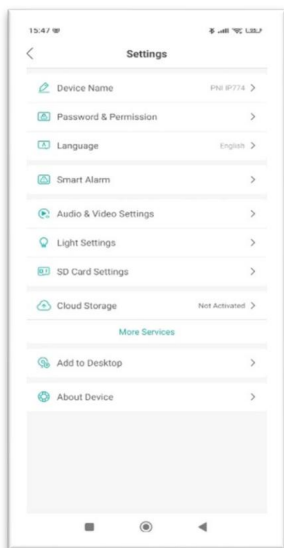 15:47
Settings
Device Name PNI IP774
Password & Permission
Language English
Smart Alarm
Audio & Video Settings
Light Settings
SD Card Settings
Cloud Storage Not Activated
More Services
Add to Desktop
About Device